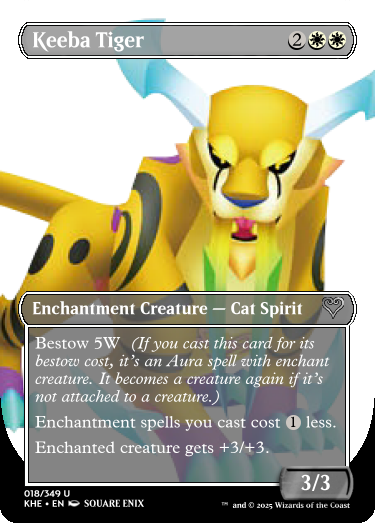 Keeba Tiger 2
Enchantment Creature — Cat Spirit
Bestow 5W (If you cast this card for its
bestow cost, it's an Aura spell with enchant
creature. It becomes a creature again if it's
not attached to a creature.)
Enchantment spells you cast cost 1 less.
Enchanted creature gets +3/+3.
3/3
018/349 U
KHE • EN SQUARE ENIX
™ and © 2025 Wizards of the Coast